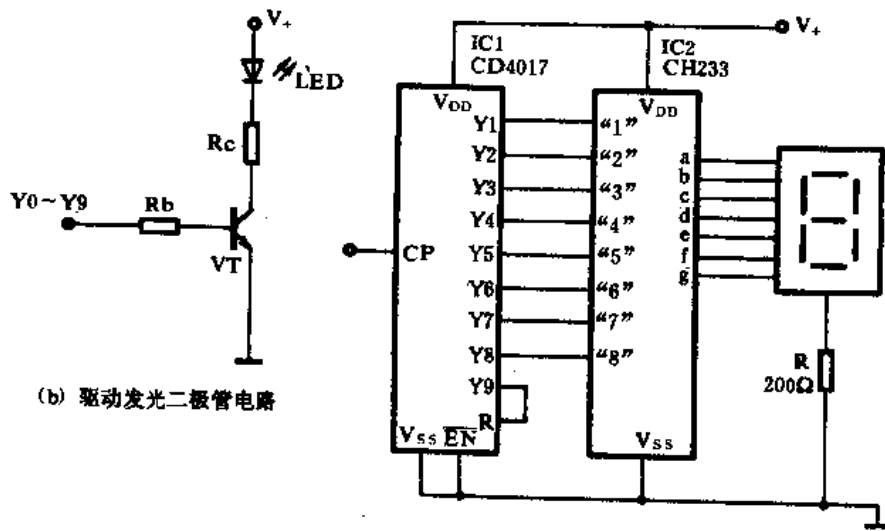 V+
LED
Rc
Y0～Y9
Rb
VT
(b) 驱动发光二极管电路
IC1
CD4017
IC2
CH233
V+
VDD
VDD
Y1
Y2
Y3
Y4
Y5
Y6
Y7
Y8
Y9
R
CP
VSS
EN
“1”
“2”
“3”
“4”
“5”
“6”
“7”
“8”
a
b
c
d
e
f
g
VSS
R
200Ω